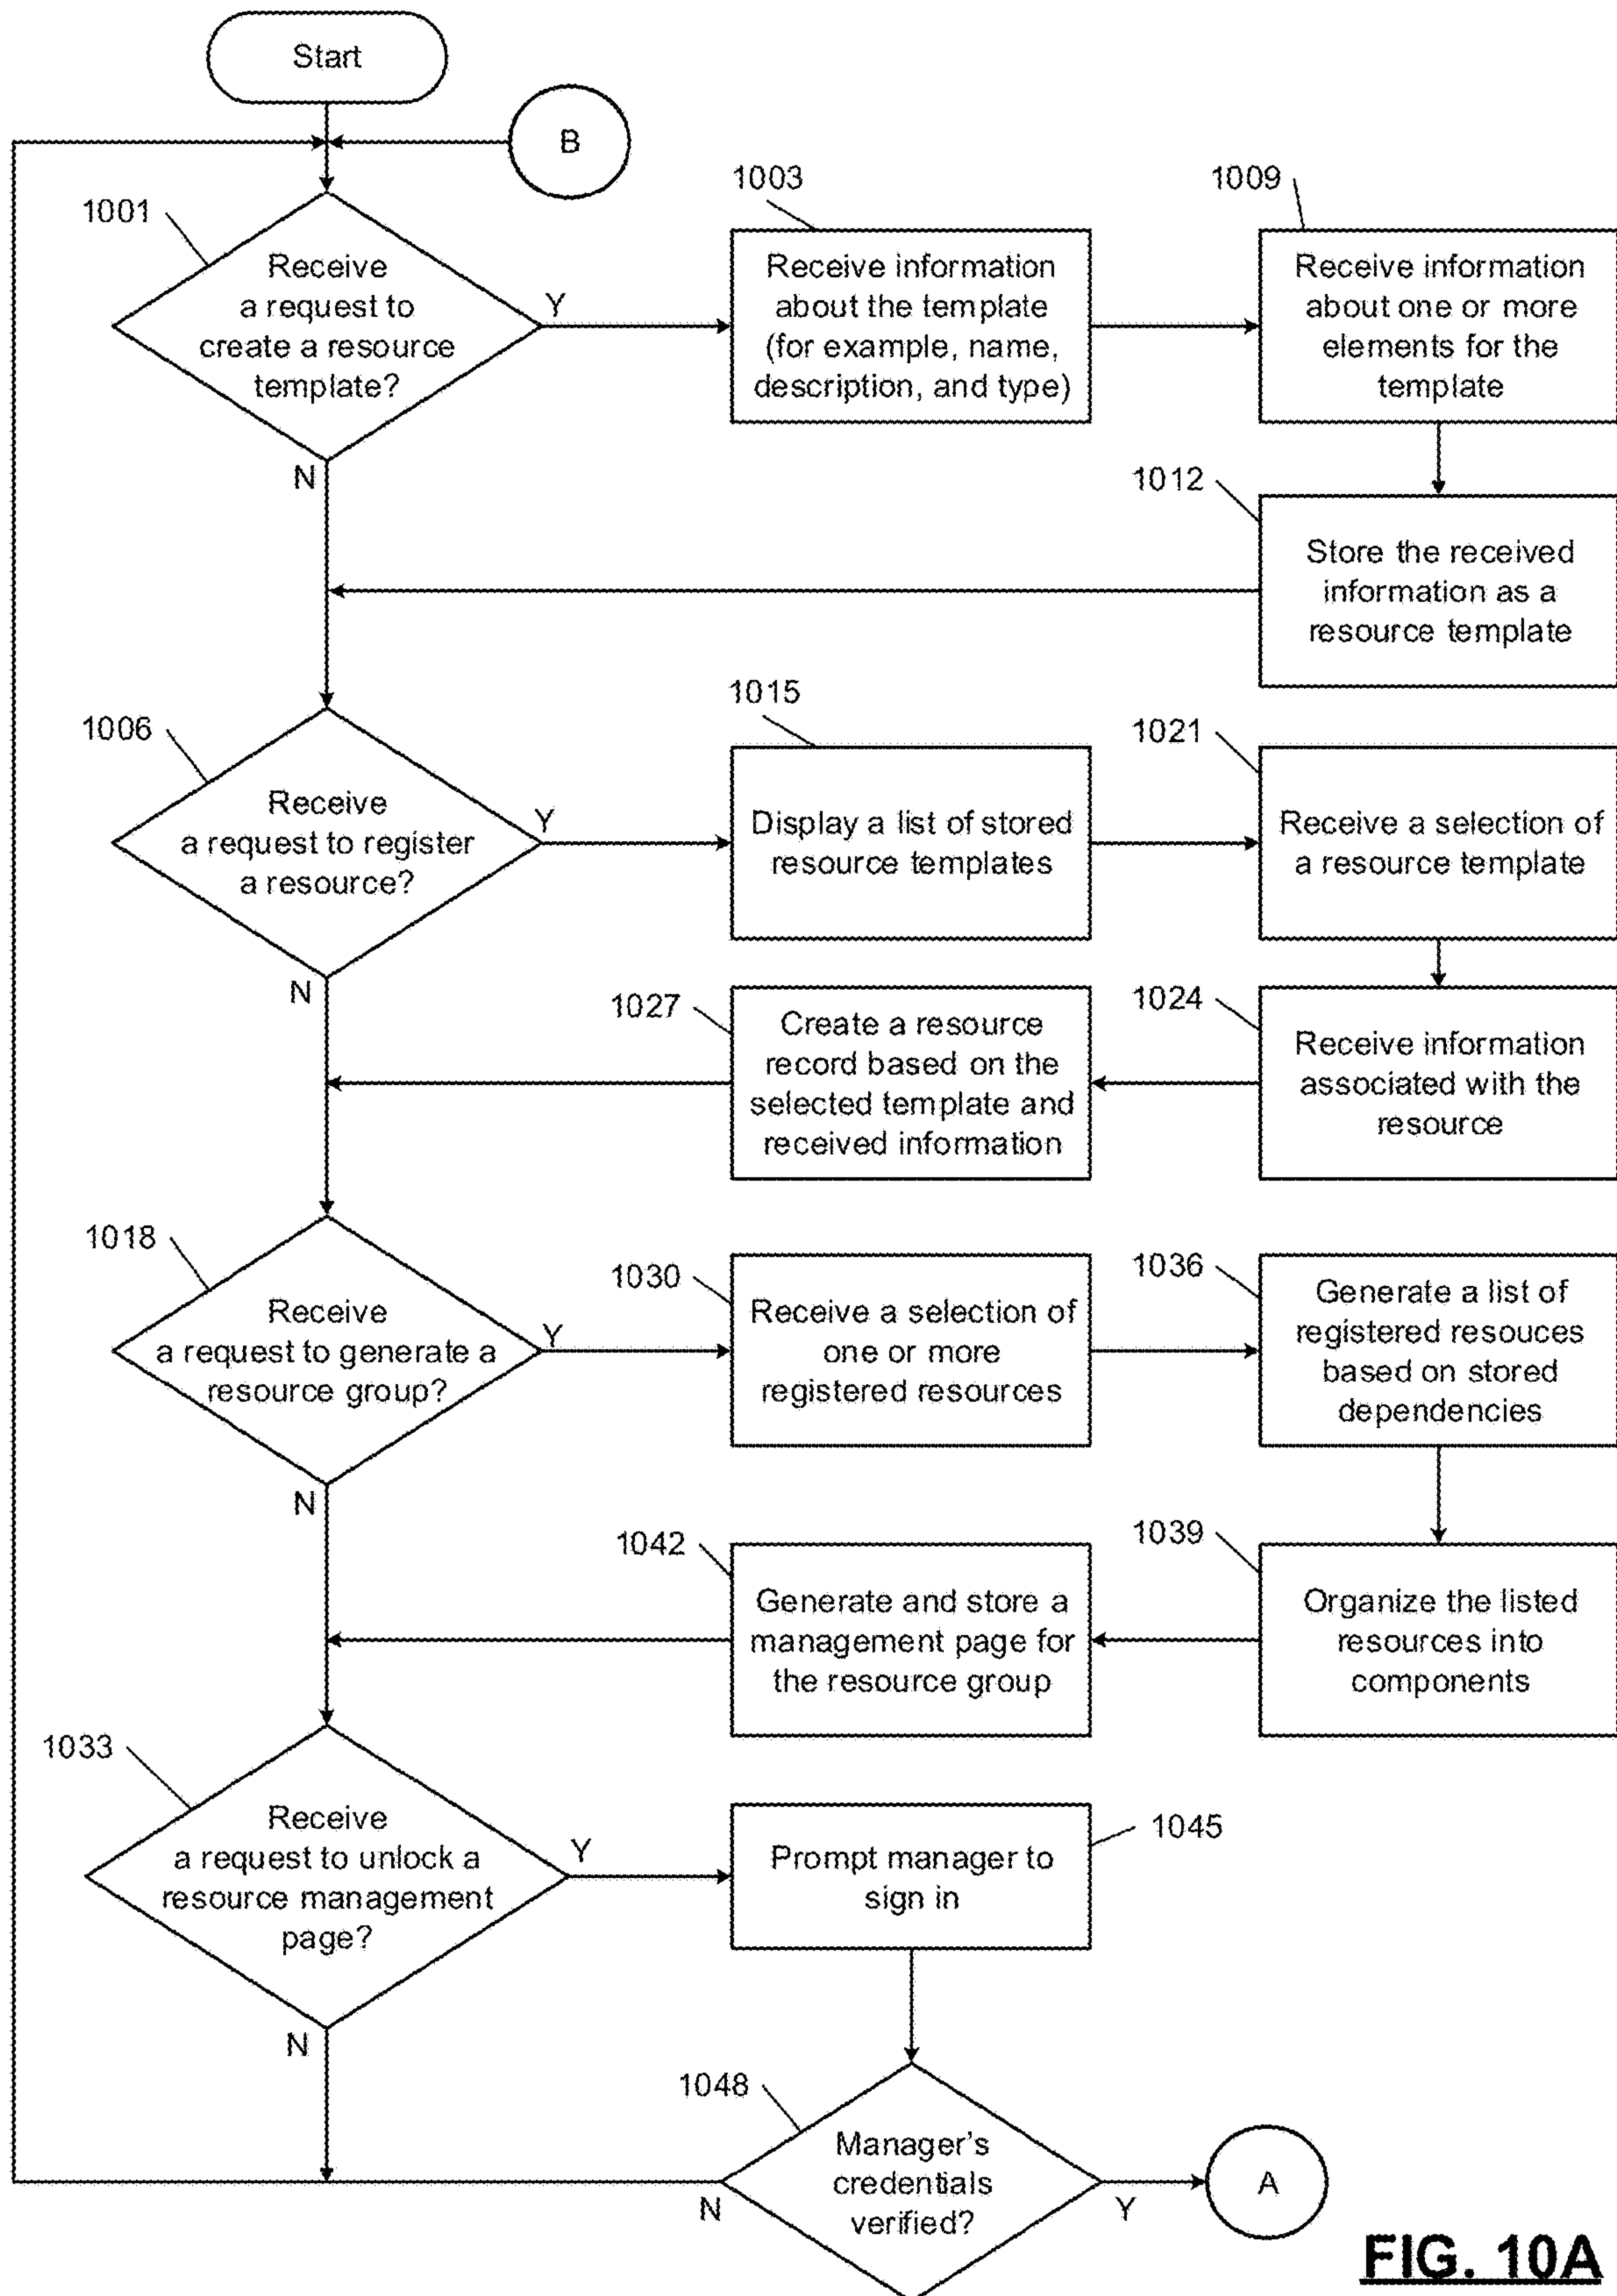 Start
B
1001
Receive
a request to
create a resource
template?
Y
N
1003
Receive information
about the template
(for example, name,
description, and type)
1009
Receive information
about one or more
elements for the
template
1012
Store the received
information as a
resource template
1006
Receive
a request to register
a resource?
Y
N
1015
Display a list of stored
resource templates
1021
Receive a selection of
a resource template
1024
Receive information
associated with the
resource
1027
Create a resource
record based on the
selected template and
received information
1018
Receive
a request to generate a
resource group?
Y
N
1030
Receive a selection of
one or more
registered resources
1036
Generate a list of
registered resouces
based on stored
dependencies
1039
Organize the listed
resources into
components
1042
Generate and store a
management page for
the resource group
1033
Receive
a request to unlock a
resource management
page?
Y
N
1045
Prompt manager to
sign in
1048
Manager's
credentials
verified?
N
Y
A
FIG. 10A